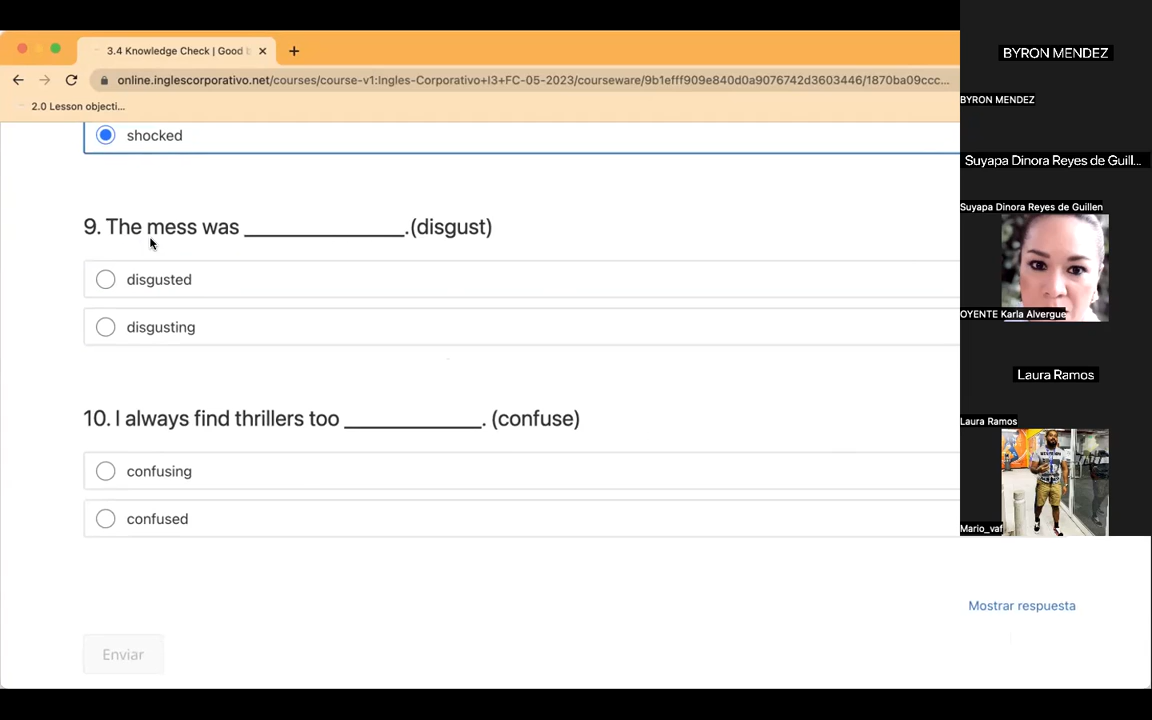 3.4 Knowledge Check | Good b
online.inglescorporativo.net/courses/course-v1:Ingles-Corporativo+I3+FC-05-2023/courseware/9b1efff909e840d0a9076742d3603446/1870ba09ccc...
2.0 Lesson objecti...
shocked
9. The mess was ______________.(disgust)
disgusted
disgusting
10. I always find thrillers too ____________. (confuse)
confusing
confused
Mostrar respuesta
Enviar
BYRON MENDEZ
BYRON MENDEZ
Suyapa Dinora Reyes de Guill...
Suyapa Dinora Reyes de Guillen
OYENTE Karla Alvergue
Laura Ramos
Laura Ramos
Mario_vaf